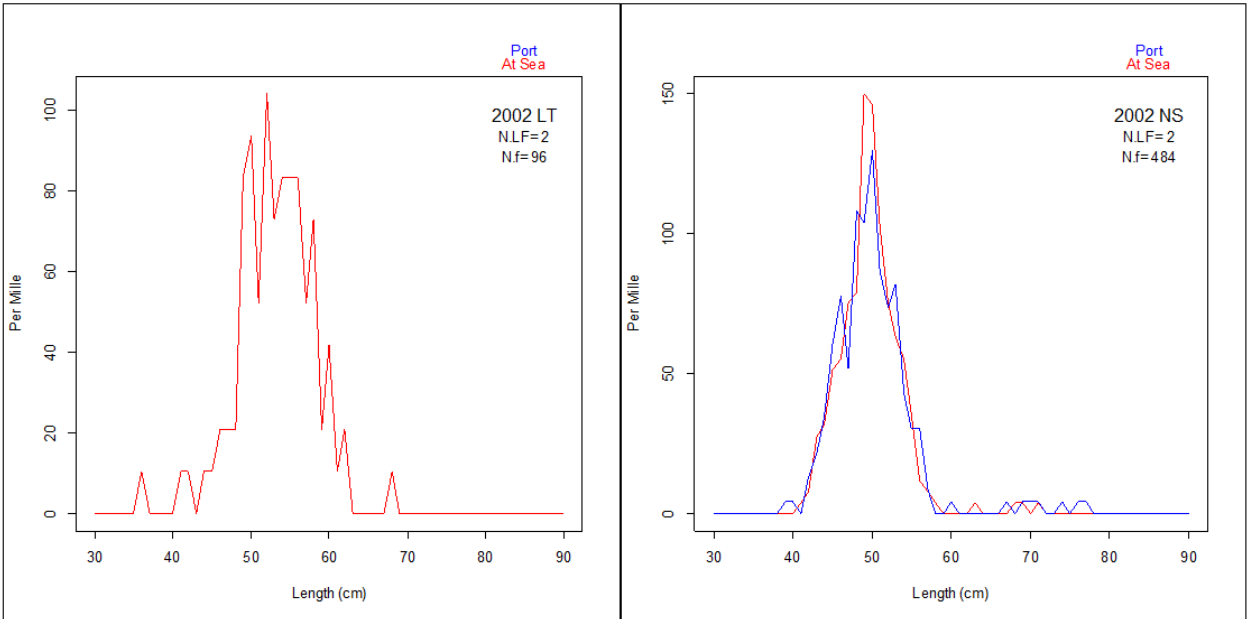 Port
At Sea
2002 LT
N.LF= 2
N.f= 96
100
80
60
40
20
0
Per Mille
30 40 50 60 70 80 90
Length (cm)
Port
At Sea
2002 NS
N.LF= 2
N.f= 484
150
100
50
0
Per Mille
30 40 50 60 70 80 90
Length (cm)